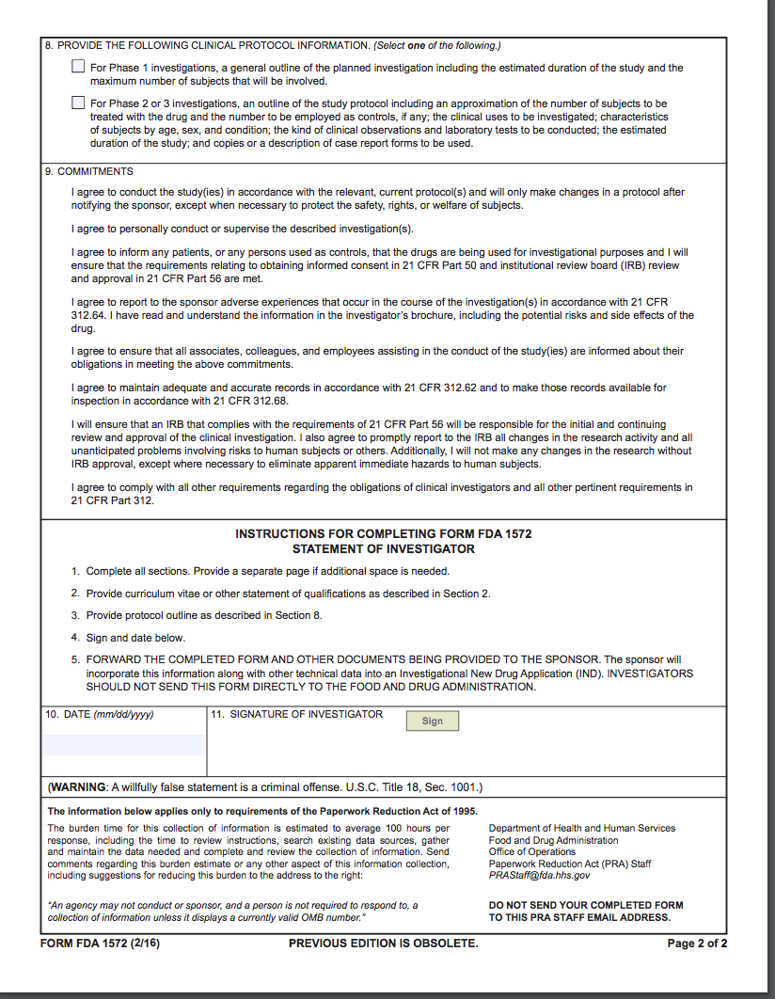 8. PROVIDE THE FOLLOWING CLINICAL PROTOCOL INFORMATION. (Select one of the following.)
For Phase 1 investigations, a general outline of the planned investigation including the estimated duration of the study and the
maximum number of subjects that will be involved.
For Phase 2 or 3 investigations, an outline of the study protocol including an approximation of the number of subjects to be
treated with the drug and the number to be employed as controls, if any; the clinical uses to be investigated; characteristics
of subjects by age, sex, and condition; the kind of clinical observations and laboratory tests to be conducted; the estimated
duration of the study; and copies or a description of case report forms to be used.
9. COMMITMENTS
I agree to conduct the study(ies) in accordance with the relevant, current protocol(s) and will only make changes in a protocol after
notifying the sponsor, except when necessary to protect the safety, rights, or welfare of subjects.
I agree to personally conduct or supervise the described investigation(s).
I agree to inform any patients, or any persons used as controls, that the drugs are being used for investigational purposes and I will
ensure that the requirements relating to obtaining informed consent in 21 CFR Part 50 and institutional review board (IRB) review
and approval in 21 CFR Part 56 are met.
I agree to report to the sponsor adverse experiences that occur in the course of the investigation(s) in accordance with 21 CFR
312.64. I have read and understand the information in the investigator's brochure, including the potential risks and side effects of the
drug.
I agree to ensure that all associates, colleagues, and employees assisting in the conduct of the study(ies) are informed about their
obligations in meeting the above commitments.
I agree to maintain adequate and accurate records in accordance with 21 CFR 312.62 and to make those records available for
inspection in accordance with 21 CFR 312.68.
I will ensure that an IRB that complies with the requirements of 21 CFR Part 56 will be responsible for the initial and continuing
review and approval of the clinical investigation. I also agree to promptly report to the IRB all changes in the research activity and all
unanticipated problems involving risks to human subjects or others. Additionally, I will not make any changes in the research without
IRB approval, except where necessary to eliminate apparent immediate hazards to human subjects.
I agree to comply with all other requirements regarding the obligations of clinical investigators and all other pertinent requirements in
21 CFR Part 312.
INSTRUCTIONS FOR COMPLETING FORM FDA 1572
STATEMENT OF INVESTIGATOR
1. Complete all sections. Provide a separate page if additional space is needed.
2. Provide curriculum vitae or other statement of qualifications as described in Section 2.
3. Provide protocol outline as described in Section 8.
4. Sign and date below.
5. FORWARD THE COMPLETED FORM AND OTHER DOCUMENTS BEING PROVIDED TO THE SPONSOR. The sponsor will
incorporate this information along with other technical data into an Investigational New Drug Application (IND). INVESTIGATORS
SHOULD NOT SEND THIS FORM DIRECTLY TO THE FOOD AND DRUG ADMINISTRATION.
10. DATE (mm/dd/yyyy)
11. SIGNATURE OF INVESTIGATOR
Sign
(WARNING: A willfully false statement is a criminal offense. U.S.C. Title 18, Sec. 1001.)
The information below applies only to requirements of the Paperwork Reduction Act of 1995.
The burden time for this collection of information is estimated to average 100 hours per
response, including the time to review instructions, search existing data sources, gather
and maintain the data needed and complete and review the collection of information. Send
comments regarding this burden estimate or any other aspect of this information collection,
including suggestions for reducing this burden to the address to the right:
Department of Health and Human Services
Food and Drug Administration
Office of Operations
Paperwork Reduction Act (PRA) Staff
PRAStaff@fda.hhs.gov
"An agency may not conduct or sponsor, and a person is not required to respond to, a
collection of information unless it displays a currently valid OMB number."
DO NOT SEND YOUR COMPLETED FORM
TO THIS PRA STAFF EMAIL ADDRESS.
FORM FDA 1572 (2/16)
PREVIOUS EDITION IS OBSOLETE.
Page 2 of 2